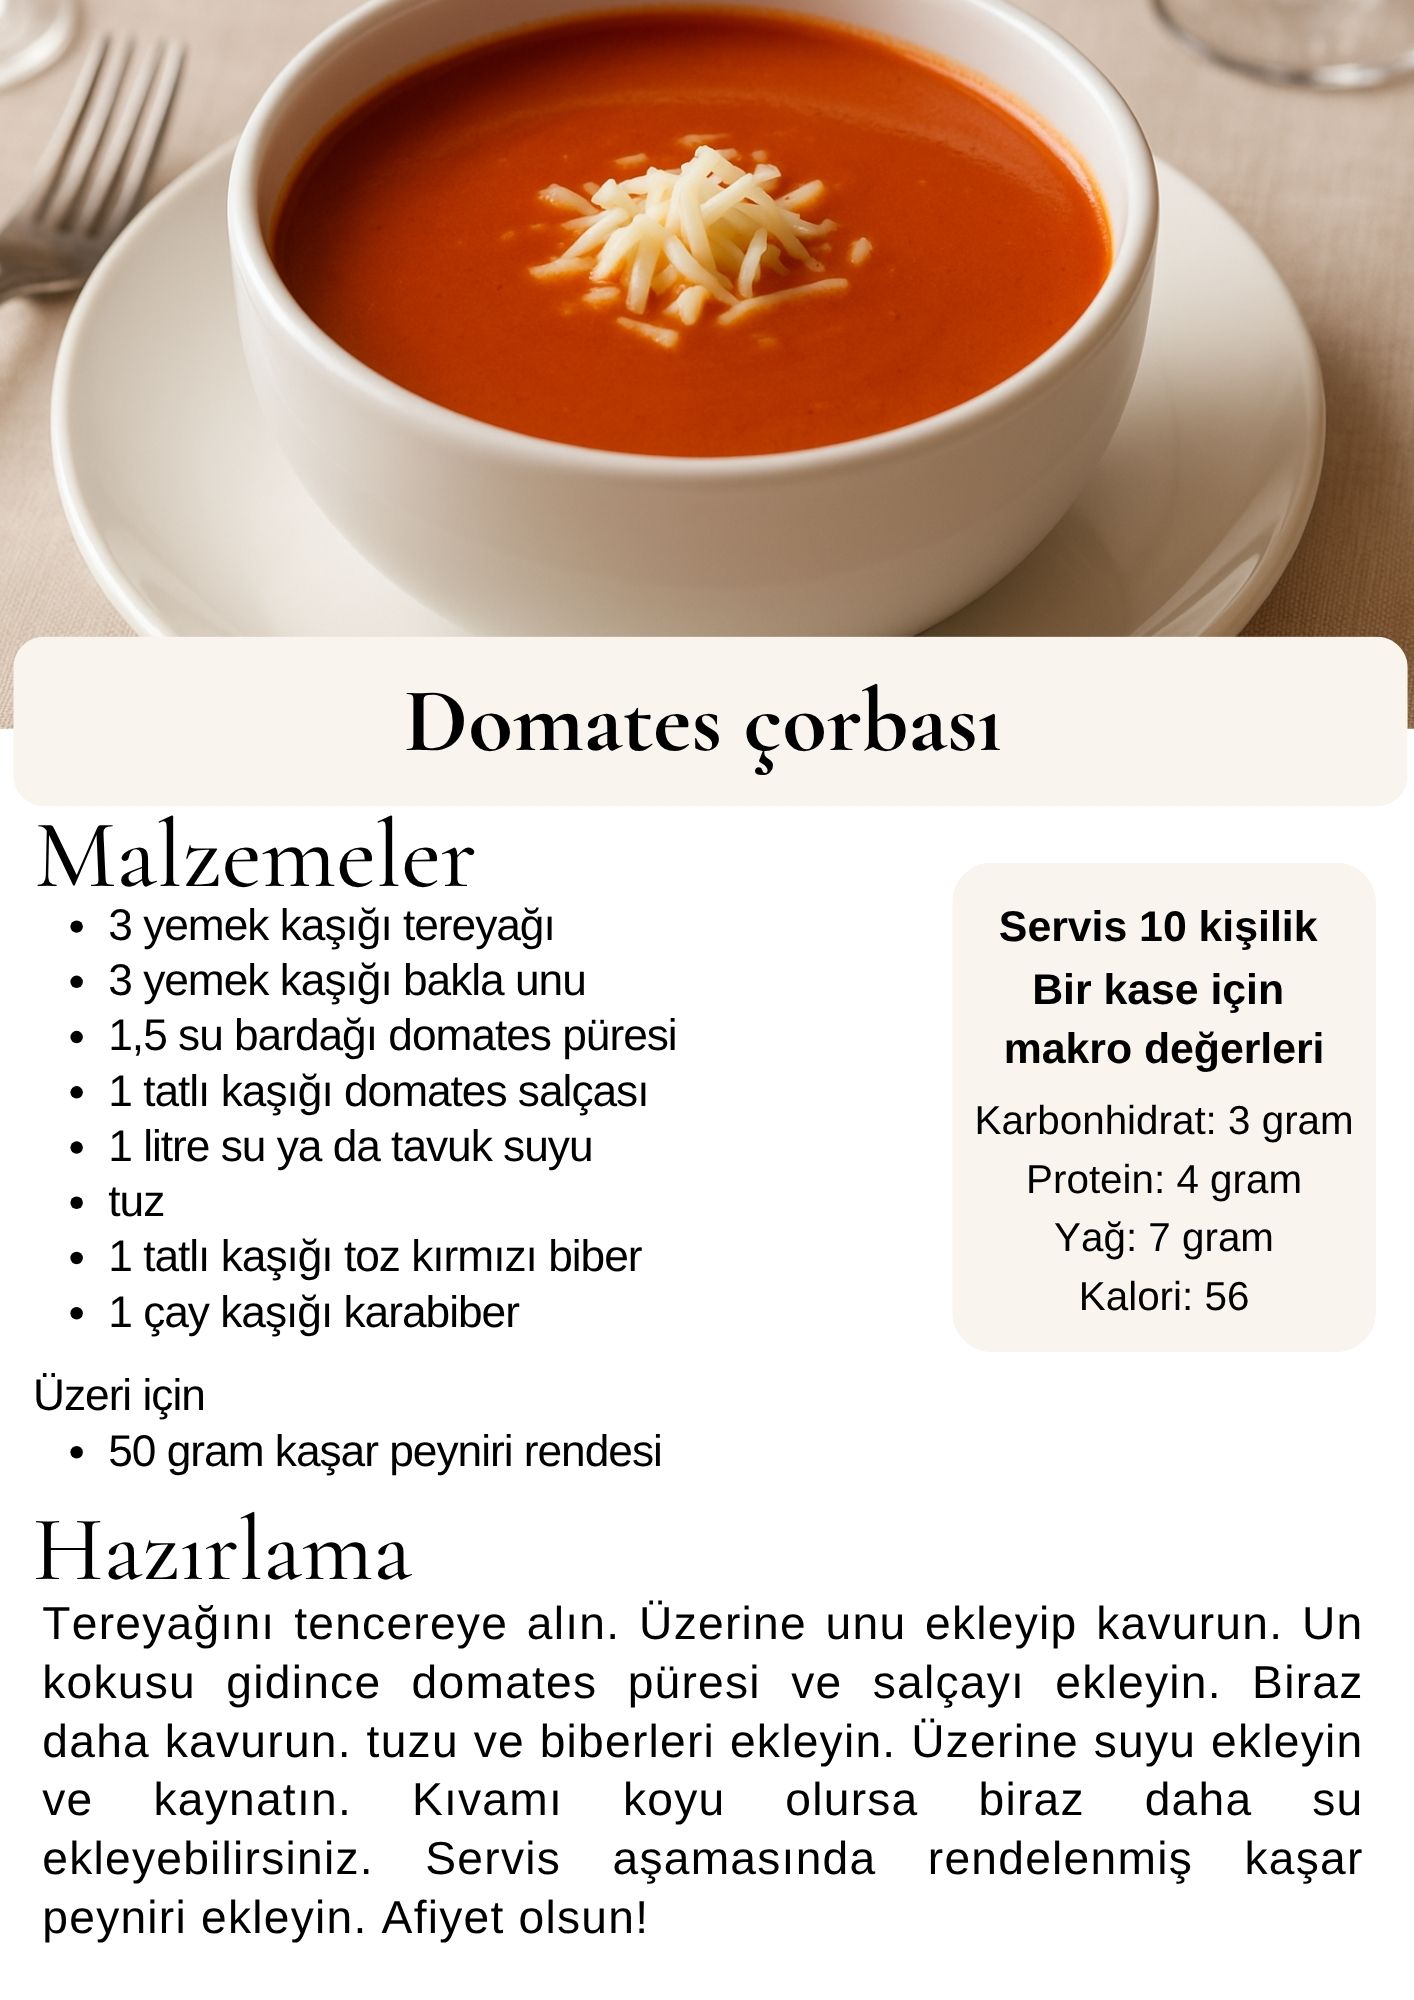 Domates çorbası
Malzemeler
• 3 yemek kaşığı tereyağı
• 3 yemek kaşığı bakla unu
• 1,5 su bardağı domates püresi
• 1 tatlı kaşığı domates salçası
• 1 litre su ya da tavuk suyu
• tuz
• 1 tatlı kaşığı toz kırmızı biber
• 1 çay kaşığı karabiber
Üzeri için
• 50 gram kaşar peyniri rendesi
Servis 10 kişilik
Bir kase için
makro değerleri
Karbonhidrat: 3 gram
Protein: 4 gram
Yağ: 7 gram
Kalori: 56
Hazırlama
Tereyağını tencereye alın. Üzerine unu ekleyip kavurun. Un
kokusu gidince domates püresi ve salçayı ekleyin. Biraz
daha kavurun. tuzu ve biberleri ekleyin. Üzerine suyu ekleyin
ve kaynatın. Kıvamı koyu olursa biraz daha su
ekleyebilirsiniz. Servis aşamasında rendelenmiş kaşar
peyniri ekleyin. Afiyet olsun!